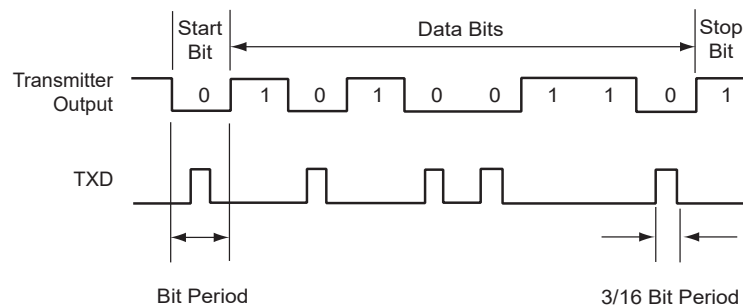 Start
Bit
Data Bits
Stop
Bit
Transmitter
Output
0 1 0 1 0 0 1 1 0 1
TXD
Bit Period
3/16 Bit Period